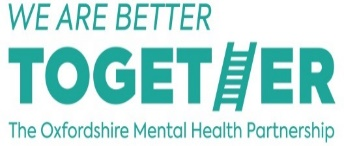 WE ARE BETTER
TOGETHER
The Oxfordshire Mental Health Partnership